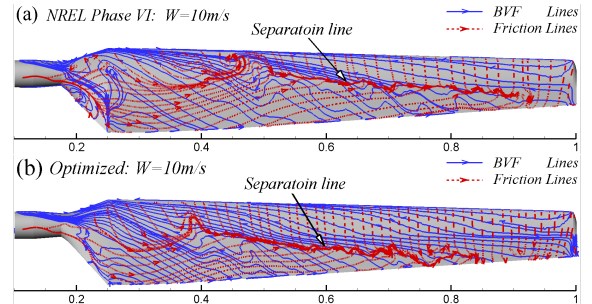 (a) NREL Phase VI: W=10m/s
BVF Lines
Friction Lines
Separatoin line
0.2 0.4 0.6 0.8 1
(b) Optimized: W=10m/s
BVF Lines
Friction Lines
Separatoin line
0.2 0.4 0.6 0.8 1